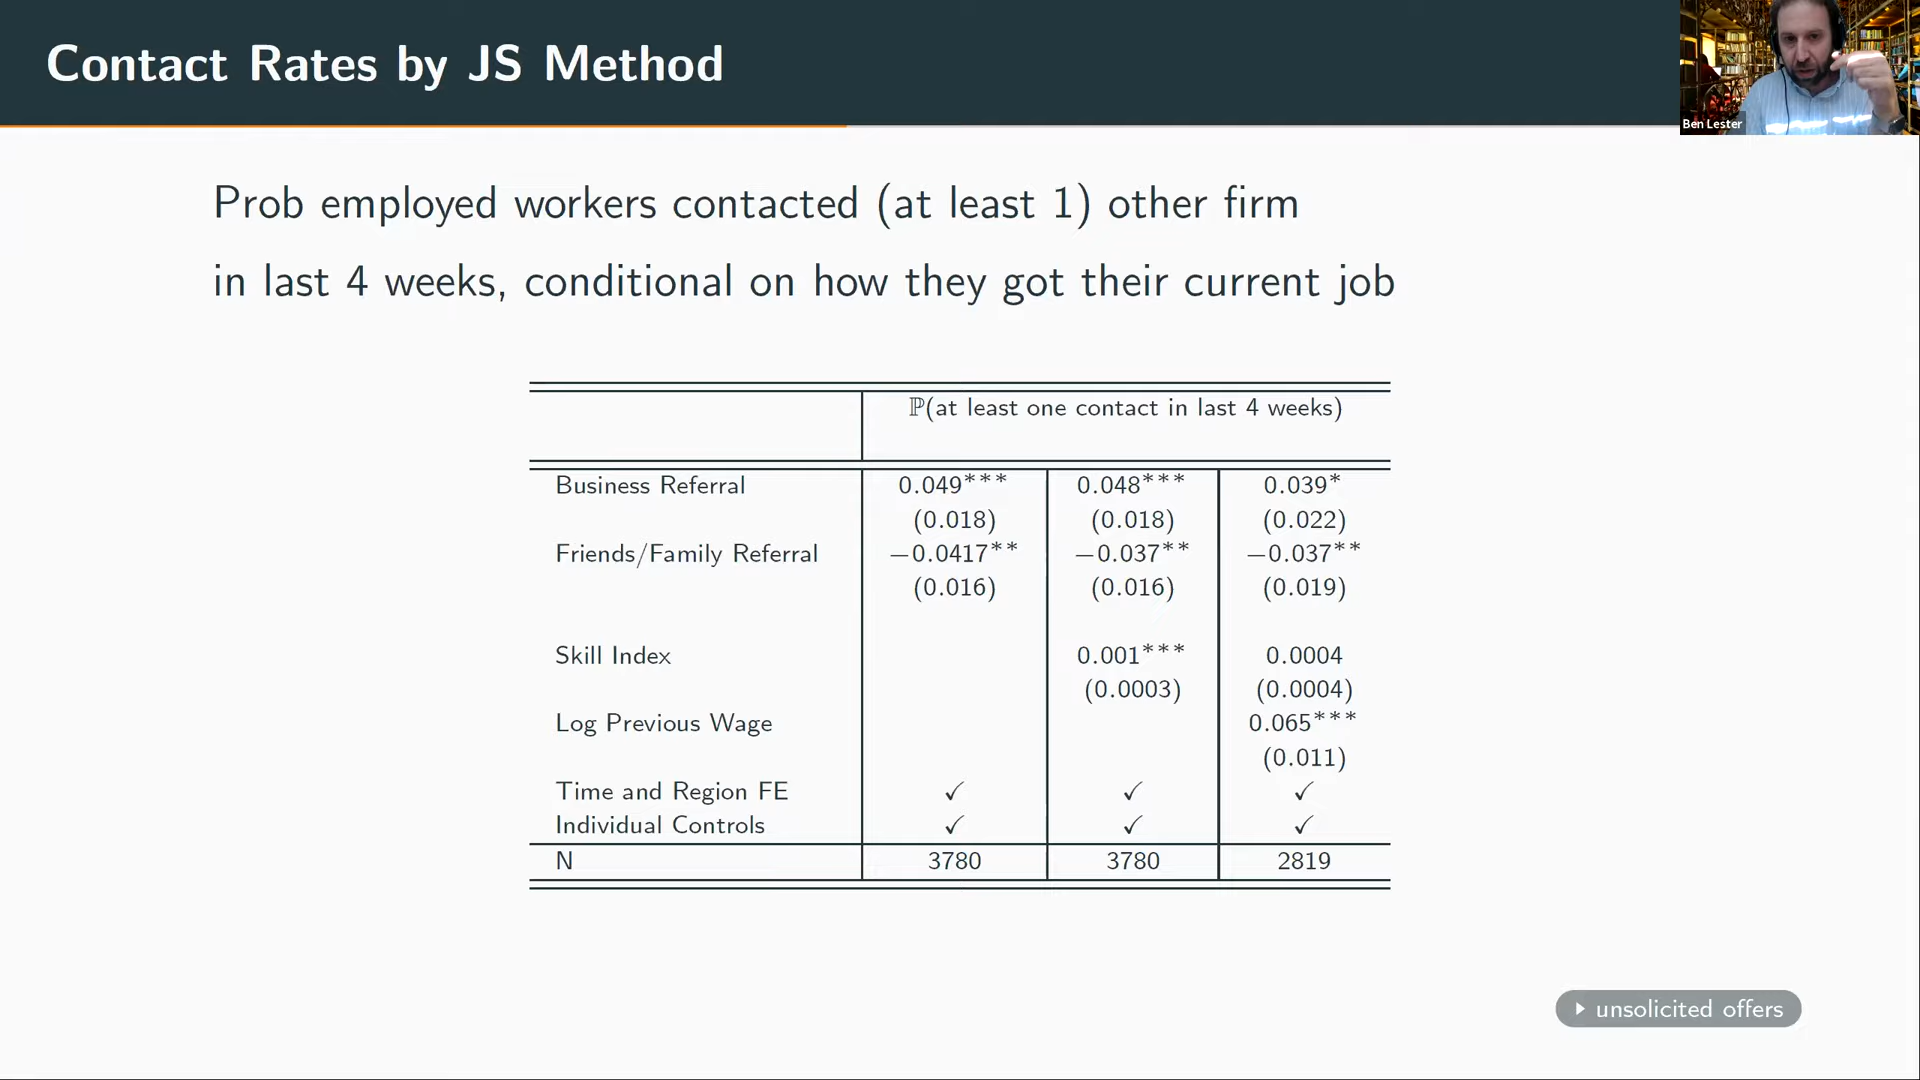 Contact Rates by JS Method
Ben Lester
Prob employed workers contacted (at least 1) other firm
in last 4 weeks, conditional on how they got their current job
ℙ(at least one contact in last 4 weeks)
Business Referral 0.049*** 0.048*** 0.039*
(0.018) (0.018) (0.022)
Friends/Family Referral −0.0417** −0.037** −0.037**
(0.016) (0.016) (0.019)
Skill Index 0.001*** 0.0004
(0.0003) (0.0004)
Log Previous Wage 0.065***
(0.011)
Time and Region FE ✓ ✓ ✓
Individual Controls ✓ ✓ ✓
N 3780 3780 2819
unsolicited offers